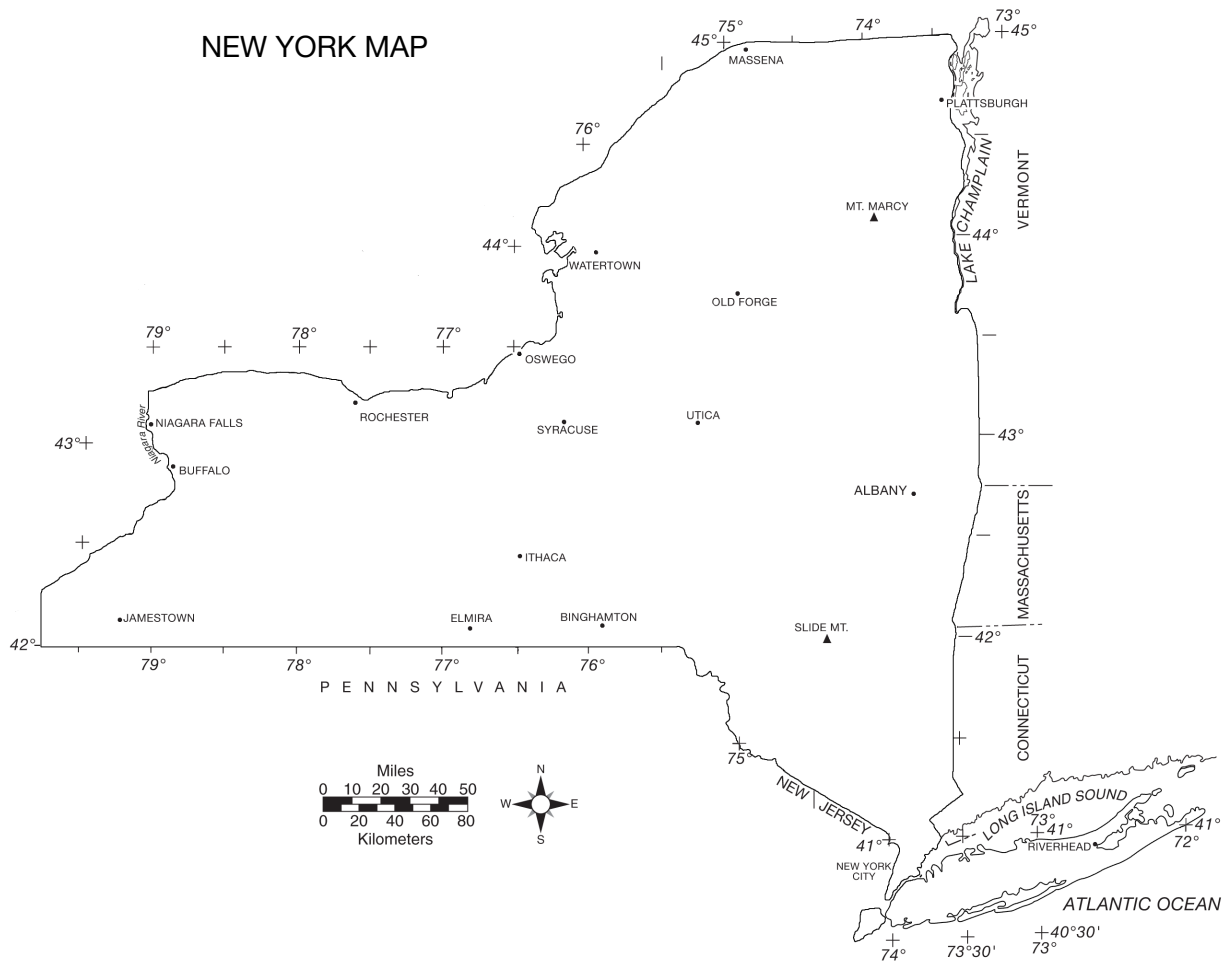 NEW YORK MAP
75°
45°
74°
73°
45°
MASSENA
PLATTSBURGH
76°
LAKE CHAMPLAIN
VERMONT
MT. MARCY
44°
44°
WATERTOWN
OLD FORGE
79°
78°
77°
OSWEGO
Niagara River
NIAGARA FALLS
ROCHESTER
SYRACUSE
UTICA
43°
43°
BUFFALO
ALBANY
MASSACHUSETTS
ITHACA
JAMESTOWN
ELMIRA
BINGHAMTON
SLIDE MT.
42°
42°
79°
78°
77°
76°
PENNSYLVANIA
CONNECTICUT
75°
Miles
0 10 20 30 40 50
0 20 40 60 80
Kilometers
N
W E
S
NEW JERSEY
LONG ISLAND SOUND
73°
41°
41°
72°
41°
RIVERHEAD
NEW YORK
CITY
ATLANTIC OCEAN
74°
73°30'
40°30'
73°